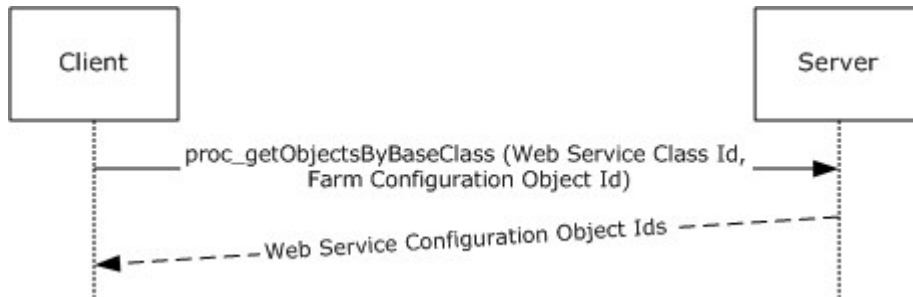 Client
Server
proc_getObjectsByBaseClass (Web Service Class Id,
Farm Configuration Object Id)
Web Service Configuration Object Ids